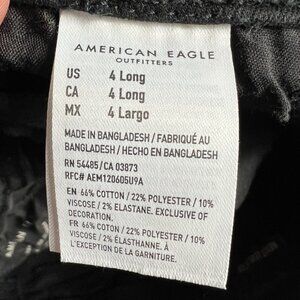 AMERICAN EAGLE
OUTFITTERS
US 4 Long
CA 4 Long
MX 4 Largo
MADE IN BANGLADESH / FABRIQUÉ AU
BANGLADESH / HECHO EN BANGLADESH
RN 54485/CA 03873
RFC# AEM120605U9A
EN 66% COTTON / 22% POLYESTER / 10%
VISCOSE / 2% ELASTANE. EXCLUSIVE OF
DECORATION.
FR 66% COTON / 22% POLYESTER / 10%
VISCOSE / 2% ÉLASTHANNE. À
L'EXCEPTION DE LA GARNITURE.